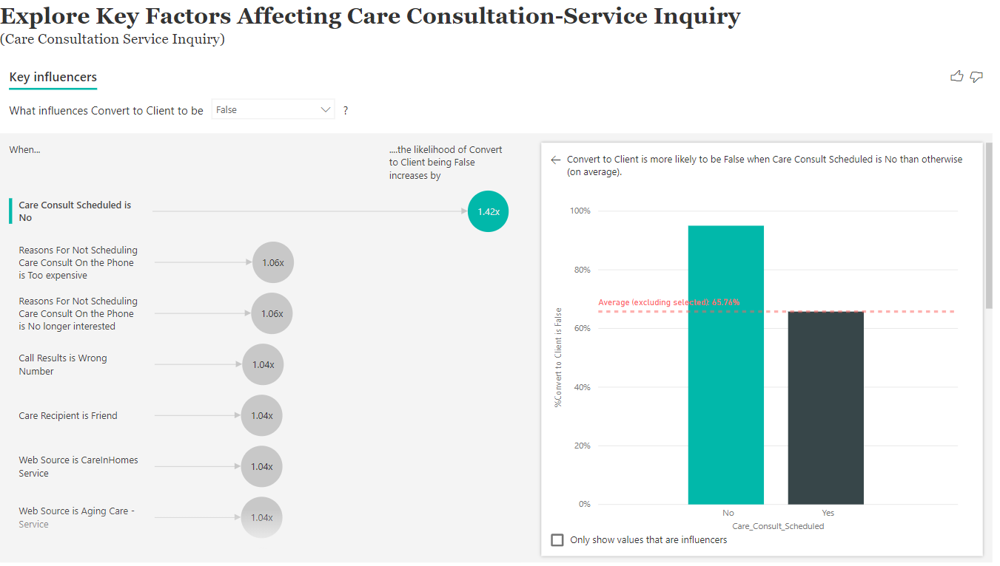 Explore Key Factors Affecting Care Consultation-Service Inquiry
(Care Consultation Service Inquiry)
Key influencers
What influences Convert to Client to be False ?
When...
....the likelihood of Convert
to Client being False
increases by
Care Consult Scheduled is
No
1.42x
Reasons For Not Scheduling
Care Consult On the Phone
is Too expensive
1.06x
Reasons For Not Scheduling
Care Consult On the Phone
is No longer interested
1.06x
Call Results is Wrong
Number
1.04x
Care Recipient is Friend
1.04x
Web Source is CareInHomes
Service
1.04x
Web Source is Aging Care -
Service
1.04x
Convert to Client is more likely to be False when Care Consult Scheduled is No than otherwise
(on average).
100%
80%
Average (excluding selected): 65.76%
60%
40%
20%
0%
%Convert to Client is False
No
Yes
Care_Consult_Scheduled
Only show values that are influencers